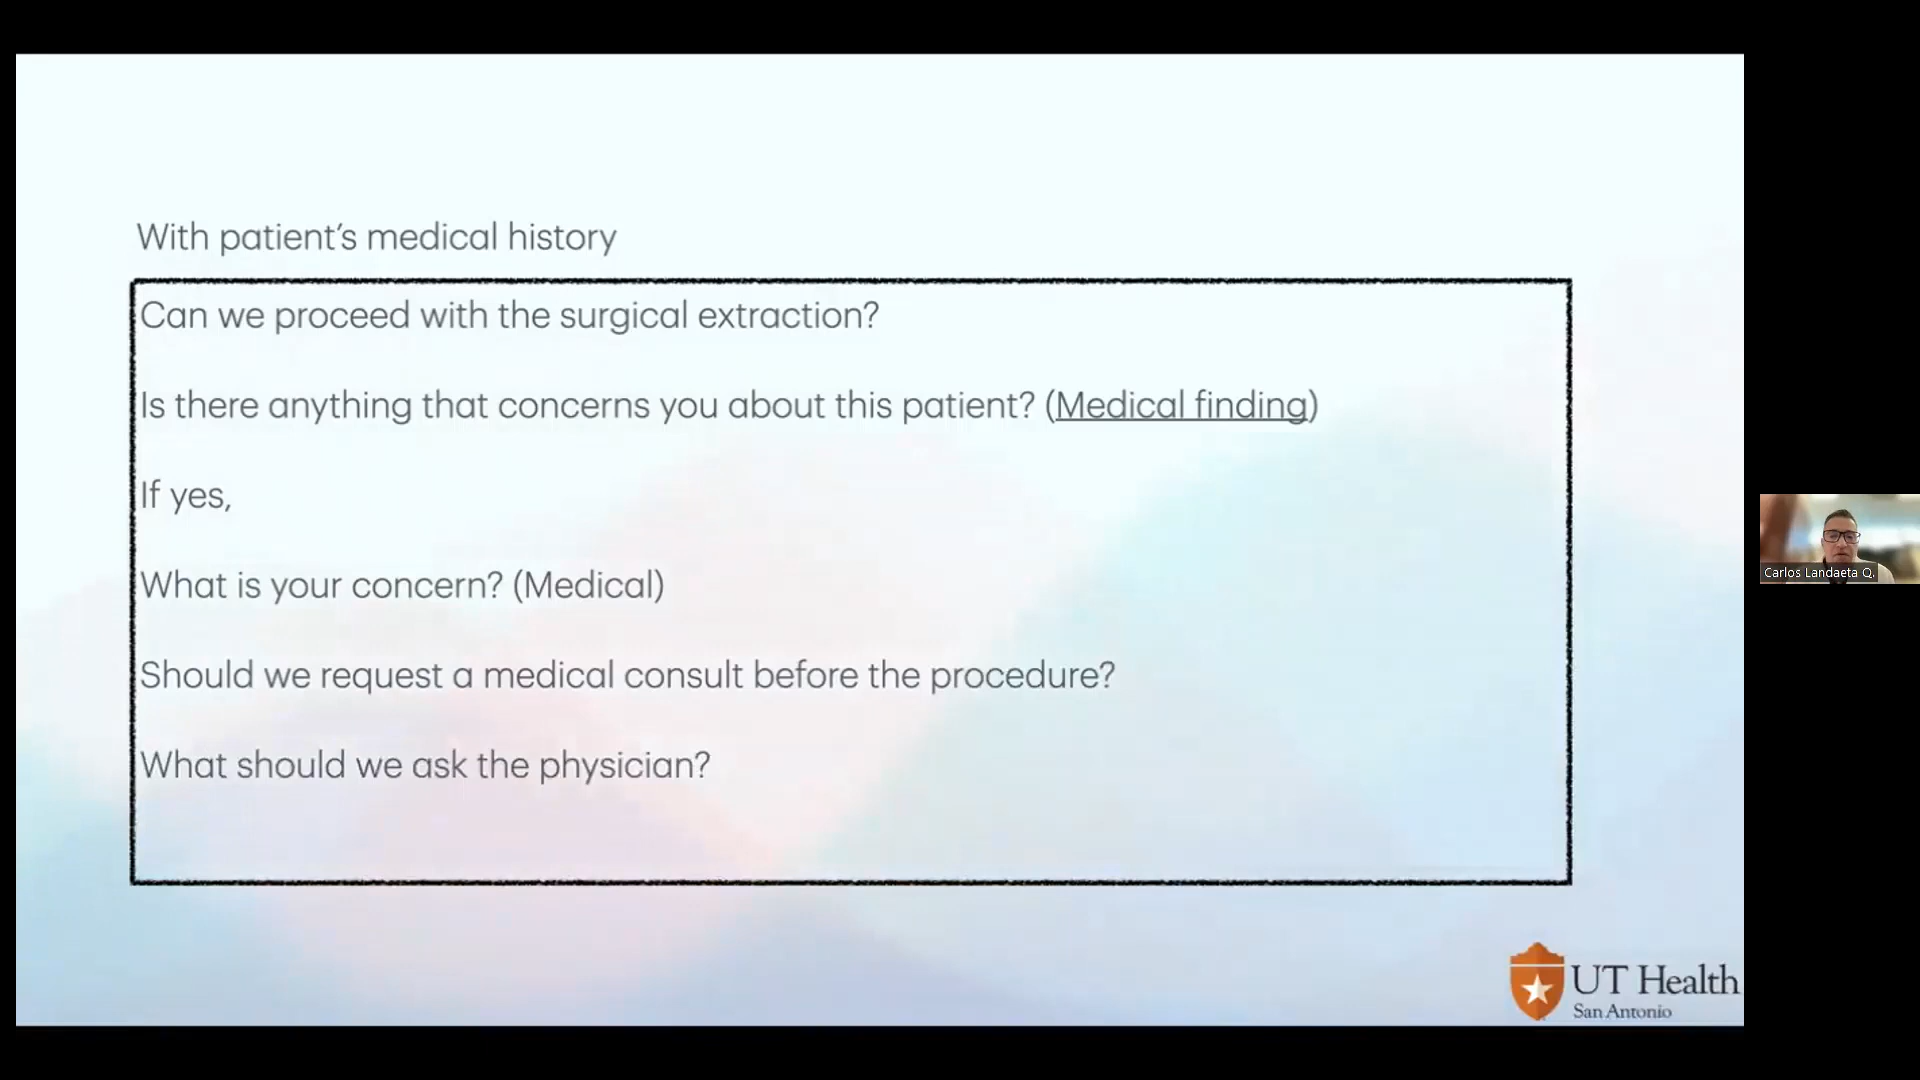 With patient’s medical history
Can we proceed with the surgical extraction?
Is there anything that concerns you about this patient? (Medical finding)
If yes,
What is your concern? (Medical)
Should we request a medical consult before the procedure?
What should we ask the physician?
Carlos Landaeta Q.
UT Health
San Antonio